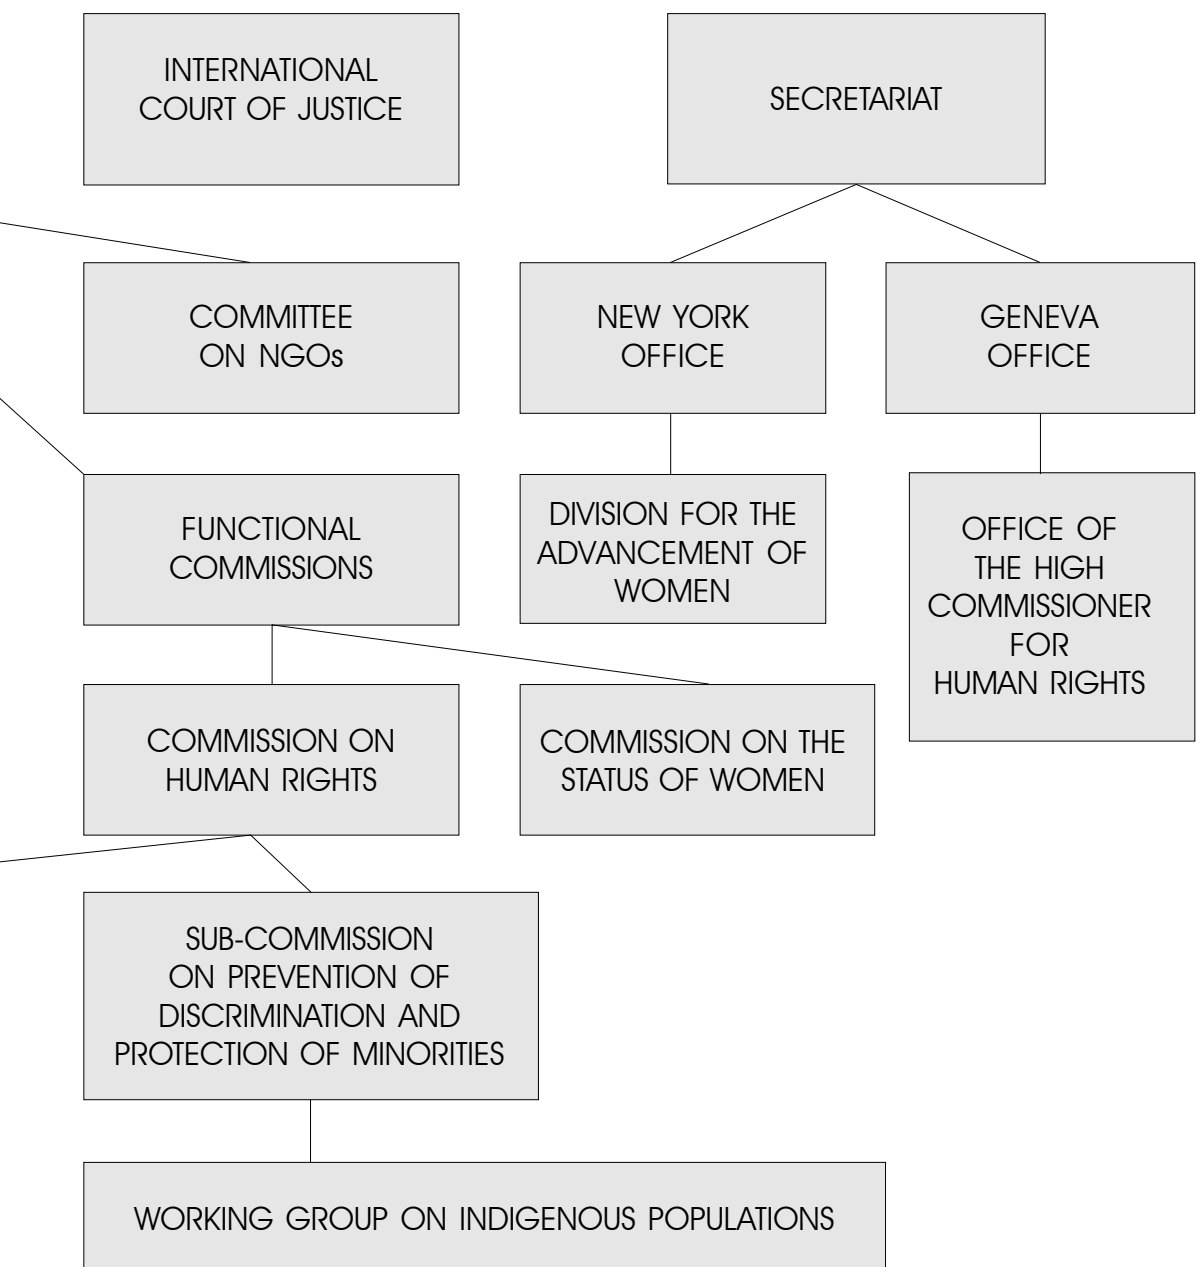 INTERNATIONAL
COURT OF JUSTICE
SECRETARIAT
COMMITTEE
ON NGOs
NEW YORK
OFFICE
GENEVA
OFFICE
FUNCTIONAL
COMMISSIONS
DIVISION FOR THE
ADVANCEMENT OF
WOMEN
OFFICE OF
THE HIGH
COMMISSIONER
FOR
HUMAN RIGHTS
COMMISSION ON
HUMAN RIGHTS
COMMISSION ON THE
STATUS OF WOMEN
SUB-COMMISSION
ON PREVENTION OF
DISCRIMINATION AND
PROTECTION OF MINORITIES
WORKING GROUP ON INDIGENOUS POPULATIONS